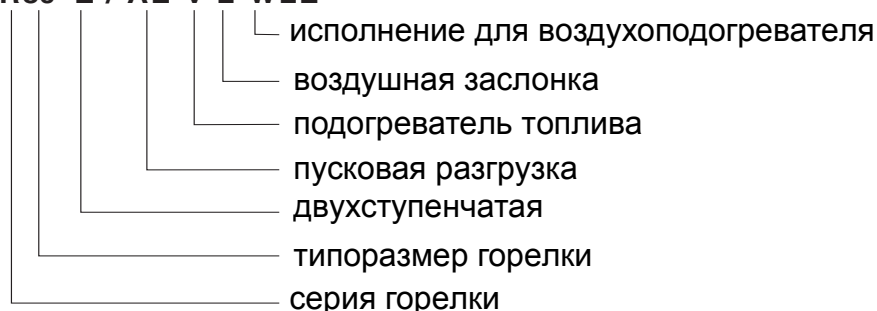 исполнение для воздухоподогревателя
воздушная заслонка
подогреватель топлива
пусковая разгрузка
двухступенчатая
типоразмер горелки
серия горелки